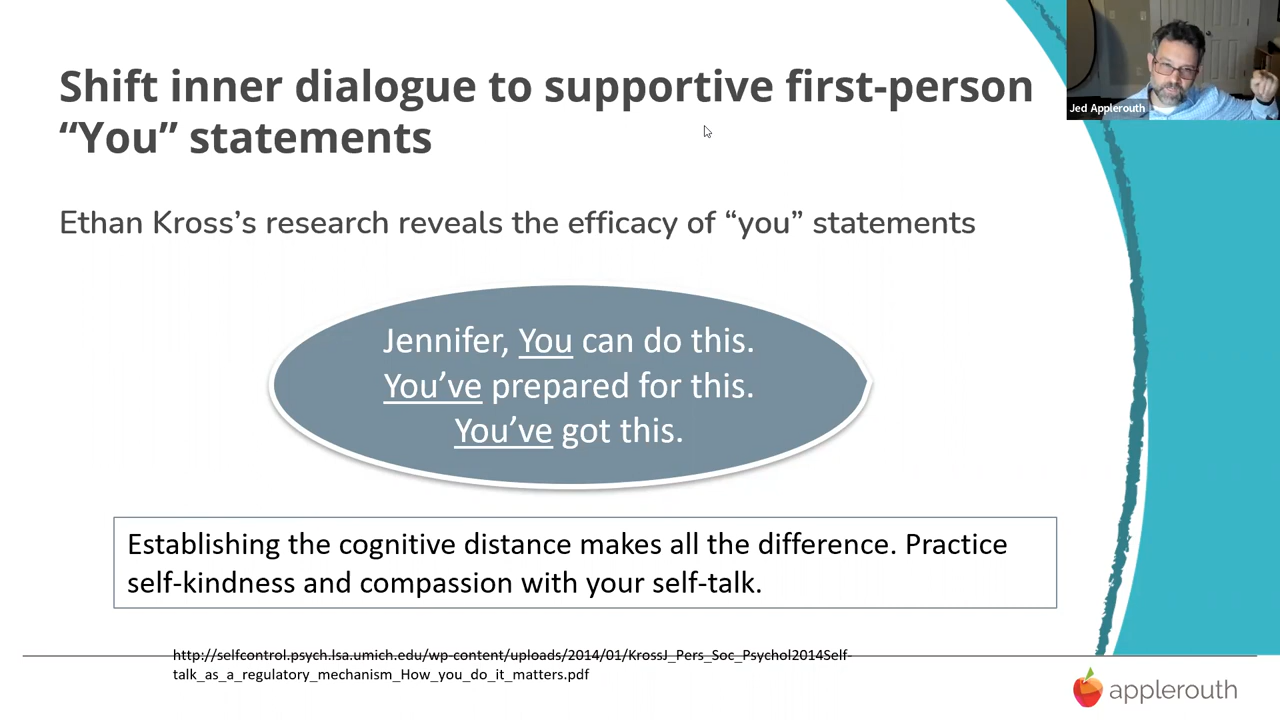 Shift inner dialogue to supportive first-person
“You” statements
Jed Applerouth
Ethan Kross’s research reveals the efficacy of “you” statements
Jennifer, You can do this.
You’ve prepared for this.
You’ve got this.
Establishing the cognitive distance makes all the difference. Practice
self-kindness and compassion with your self-talk.
http://selfcontrol.psych.lsa.umich.edu/wp-content/uploads/2014/01/KrossJ_Pers_Soc_Psychol2014Self-
talk_as_a_regulatory_mechanism_How_you_do_it_matters.pdf
applerouth